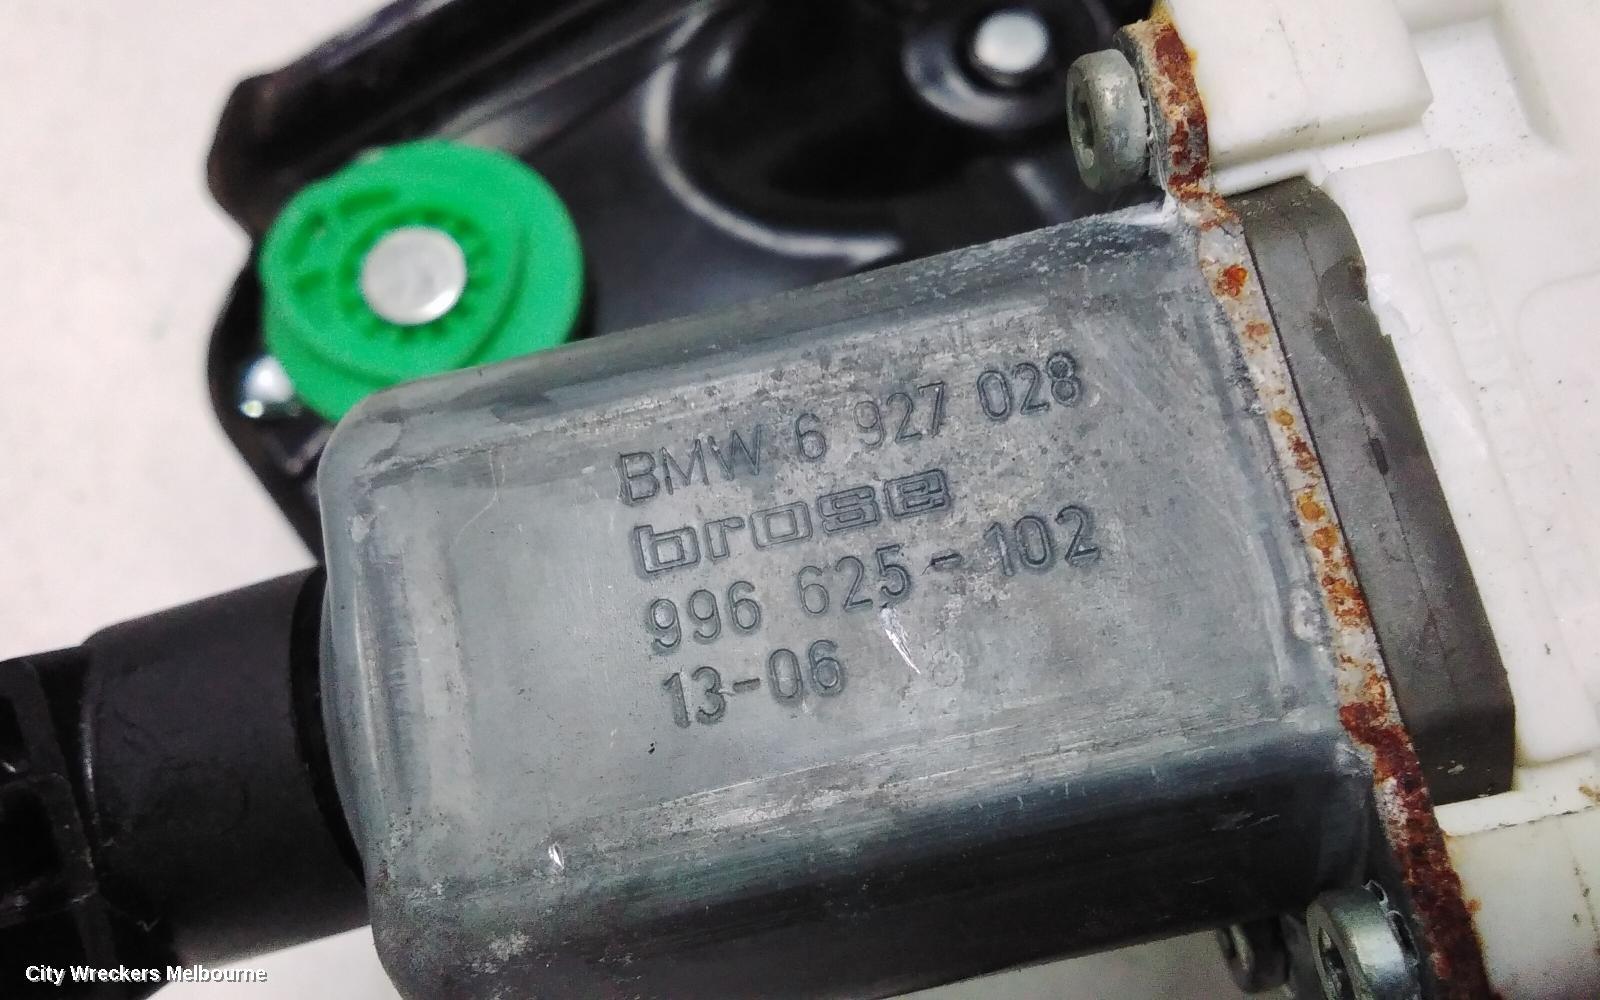 BMW 6 927 028
brose
996 625-102
13-06
City Wreckers Melbourne